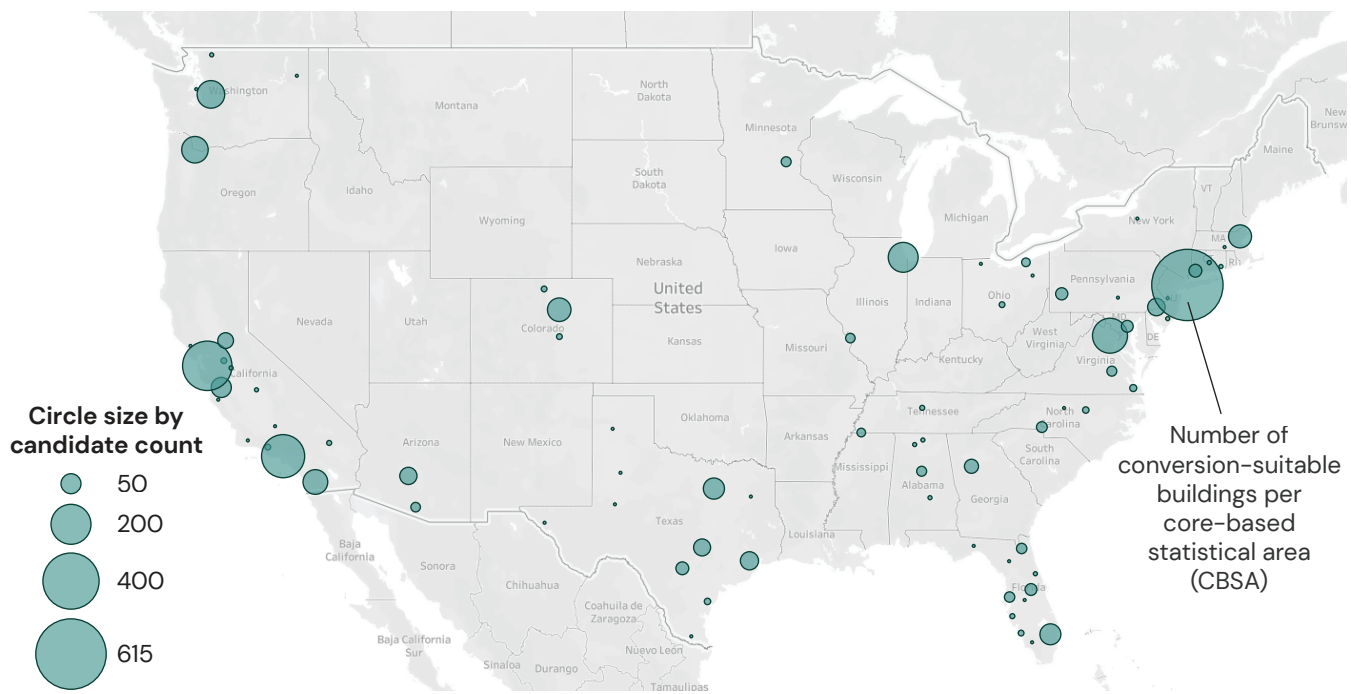 Washington
Montana
North
Dakota
Minnesota
Maine
New
Brunsw
VT
Oregon
Idaho
South
Dakota
Wisconsin
Michigan
New York
MA
RI
Wyoming
Iowa
Nebraska
Pennsylvania
United
States
Illinois
Indiana
Ohio
Nevada
Utah
Colorado
Kansas
Missouri
West
Virginia
MD
DE
Virginia
Kentucky
California
Circle size by
candidate count
50
200
400
615
Arizona
New Mexico
Oklahoma
Arkansas
Tennessee
North
Carolina
South
Carolina
Mississippi
Alabama
Georgia
Texas
Louisiana
Florida
Number of
conversion-suitable
buildings per
core-based
statistical area
(CBSA)
Baja
California
Sonora
Chihuahua
Coahuila de
Zaragoza
Baja California
Sur
Sinaloa
Durango
Nuevo León
Tamaulipas